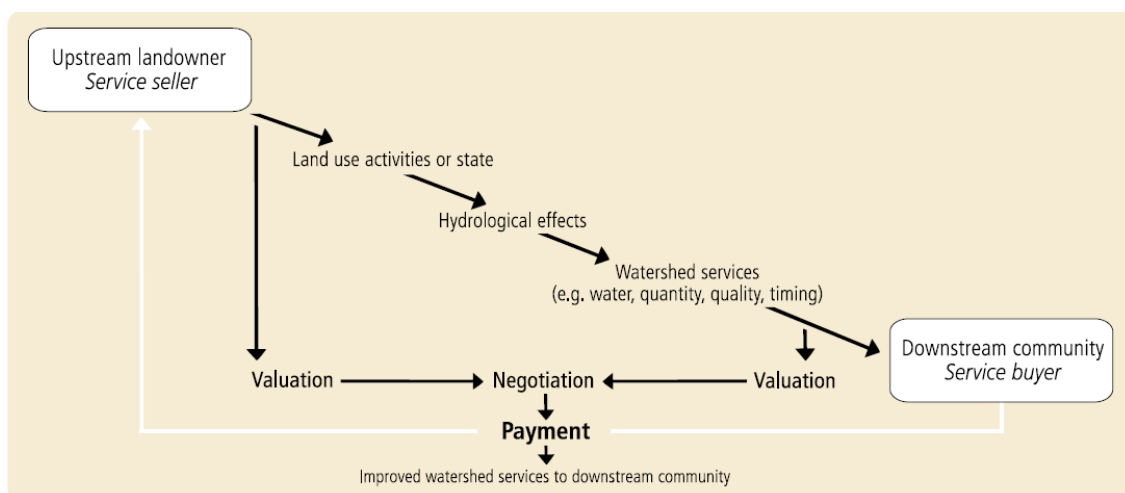 Upstream landowner
Service seller
Land use activities or state
Hydrological effects
Watershed services
(e.g. water, quantity, quality, timing)
Downstream community
Service buyer
Valuation
Negotiation
Valuation
Payment
Improved watershed services to downstream community